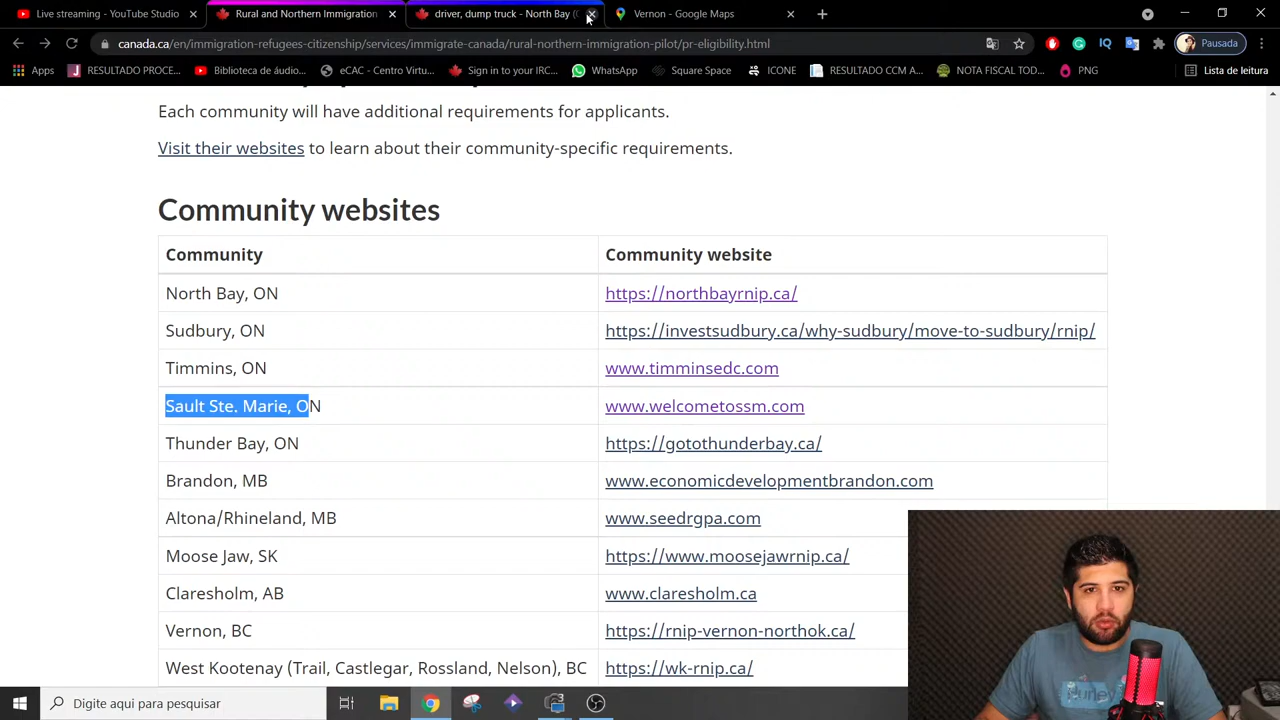 Live streaming - YouTube Studio
Rural and Northern Immigration
driver, dump truck - North Bay (
Vernon - Google Maps
canada.ca/en/immigration-refugees-citizenship/services/immigrate-canada/rural-northern-immigration-pilot/pr-eligibility.html
IQ
Pausada
Apps
RESULTADO PROCE...
Biblioteca de áudio...
eCAC - Centro Virtu...
Sign in to your IRC...
WhatsApp
Square Space
ICONE
RESULTADO CCM A...
NOTA FISCAL TOD...
PNG
Lista de leitura
Each community will have additional requirements for applicants.
Visit their websites to learn about their community-specific requirements.
Community websites
Community Community website
North Bay, ON https://northbayrnip.ca/
Sudbury, ON https://investsudbury.ca/why-sudbury/move-to-sudbury/rnip/
Timmins, ON www.timminsedc.com
Sault Ste. Marie, ON www.welcometossm.com
Thunder Bay, ON https://gotothunderbay.ca/
Brandon, MB www.economicdevelopmentbrandon.com
Altona/Rhineland, MB www.seedrgpa.com
Moose Jaw, SK https://www.moosejawrnip.ca/
Claresholm, AB www.claresholm.ca
Vernon, BC https://rnip-vernon-northok.ca/
West Kootenay (Trail, Castlegar, Rossland, Nelson), BC https://wk-rnip.ca/
Hurley
Digite aqui para pesquisar